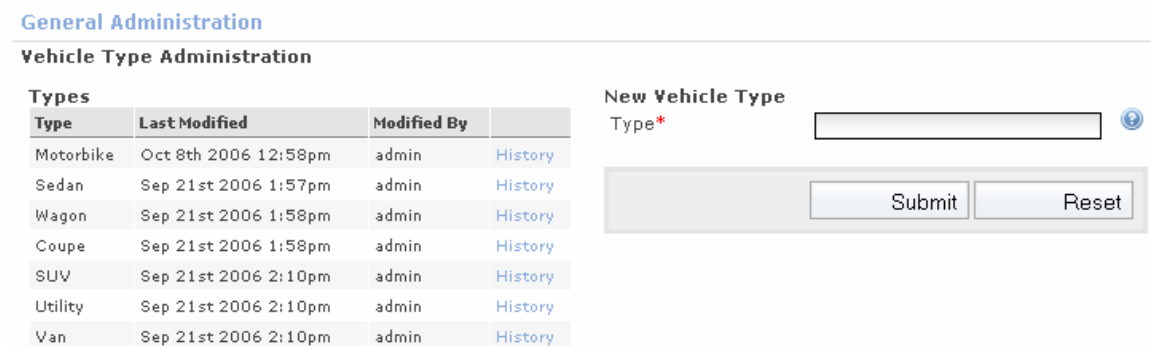 General Administration
Vehicle Type Administration
Types
Type Last Modified Modified By
Motorbike Oct 8th 2006 12:58pm admin History
Sedan Sep 21st 2006 1:57pm admin History
Wagon Sep 21st 2006 1:58pm admin History
Coupe Sep 21st 2006 1:58pm admin History
SUV Sep 21st 2006 2:10pm admin History
Utility Sep 21st 2006 2:10pm admin History
Van Sep 21st 2006 2:10pm admin History
New Vehicle Type
Type* ?
Submit Reset